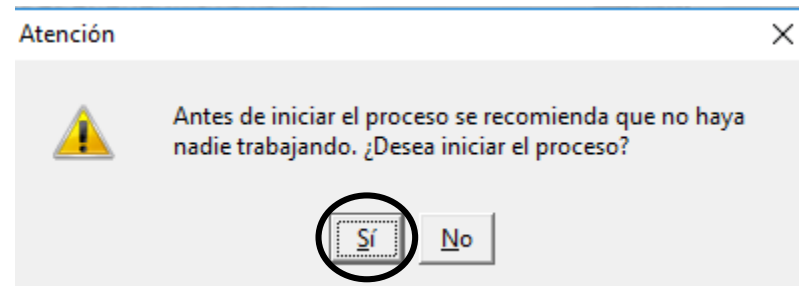 Atención
Antes de iniciar el proceso se recomienda que no haya
nadie trabajando. ¿Desea iniciar el proceso?
Sí No